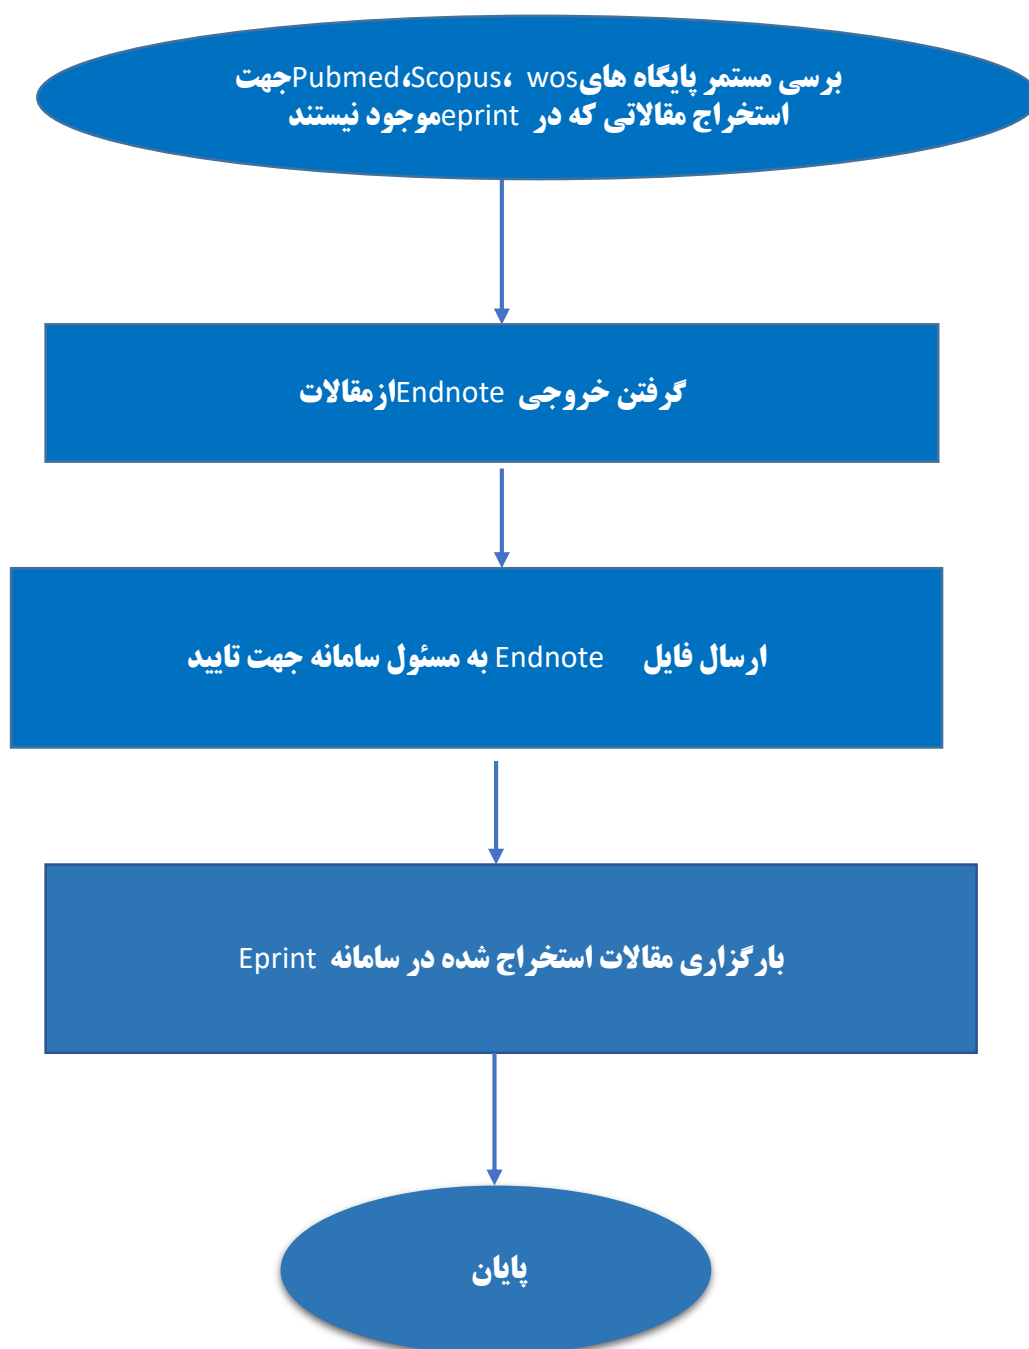 برسی مستمر پایگاه های wos ،Scopus،Pubmed جهت
استخراج مقالاتی که در eprint موجود نیستند
گرفتن خروجی Endnote ازمقالات
ارسال فایل Endnote به مسئول سامانه جهت تایید
بارگزاری مقالات استخراج شده در سامانه Eprint
پایان